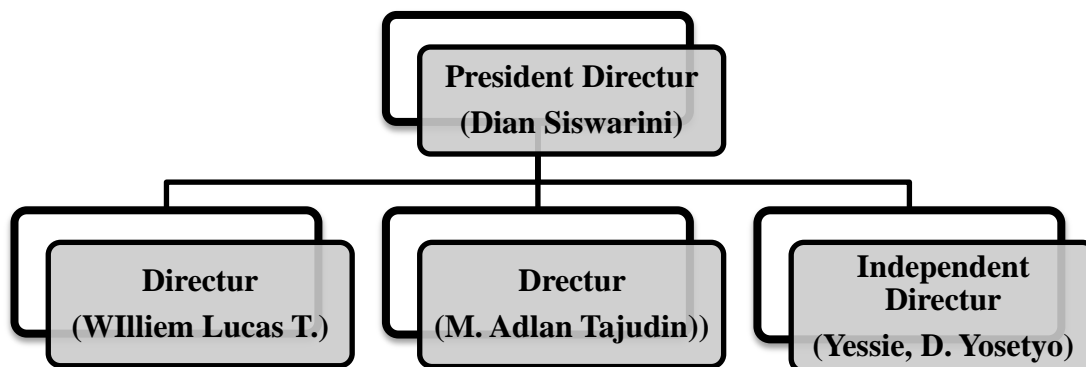 President Directur
(Dian Siswarini)
Directur
(WIlliem Lucas T.)
Drectur
(M. Adlan Tajudin))
Independent
Directur
(Yessie, D. Yosetyo)